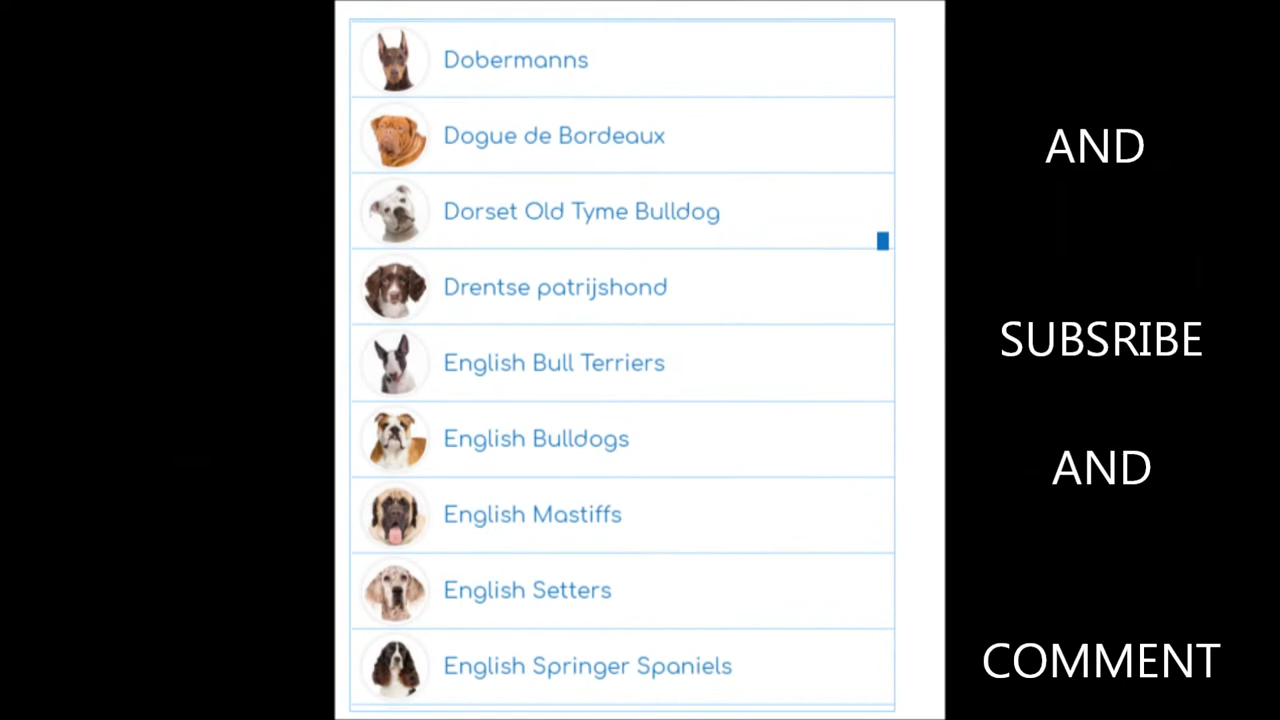 Dobermanns
Dogue de Bordeaux
Dorset Old Tyme Bulldog
Drentse patrijshond
English Bull Terriers
English Bulldogs
English Mastiffs
English Setters
English Springer Spaniels
AND
SUBSRIBE
AND
COMMENT